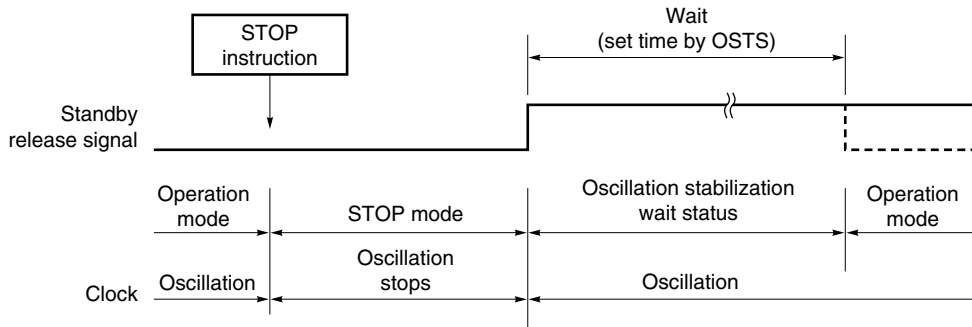 STOP
instruction
Wait
(set time by OSTS)
Standby
release signal
Operation
mode
STOP mode
Oscillation stabilization
wait status
Operation
mode
Clock
Oscillation
Oscillation
stops
Oscillation